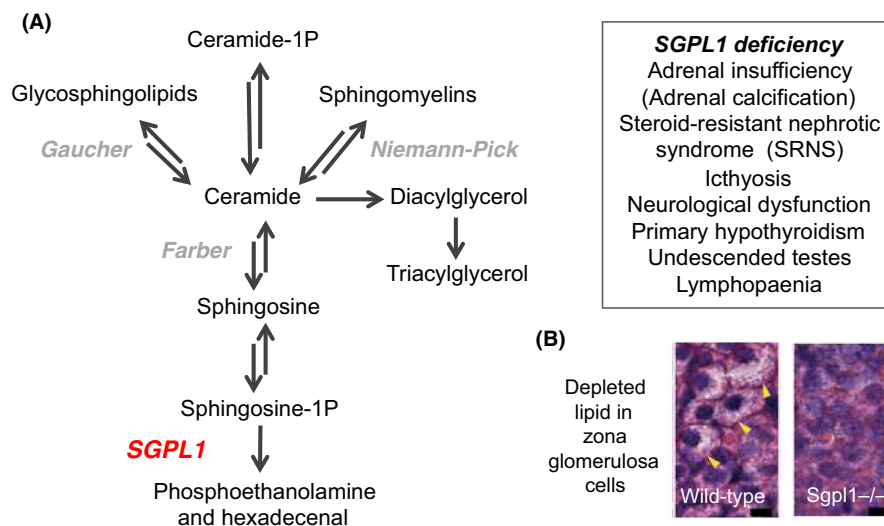 (A)
Ceramide-1P
Glycosphingolipids
Sphingomyelins
Gaucher
Niemann-Pick
Ceramide
Diacylglycerol
Farber
Triacylglycerol
Sphingosine
Sphingosine-1P
SGPL1
Phosphoethanolamine
and hexadecenal
SGPL1 deficiency
Adrenal insufficiency
(Adrenal calcification)
Steroid-resistant nephrotic
syndrome (SRNS)
Icthyosis
Neurological dysfunction
Primary hypothyroidism
Undescended testes
Lymphopaenia
(B)
Depleted
lipid in
zona
glomerulosa
cells
Wild-type
Sgpl1–/–